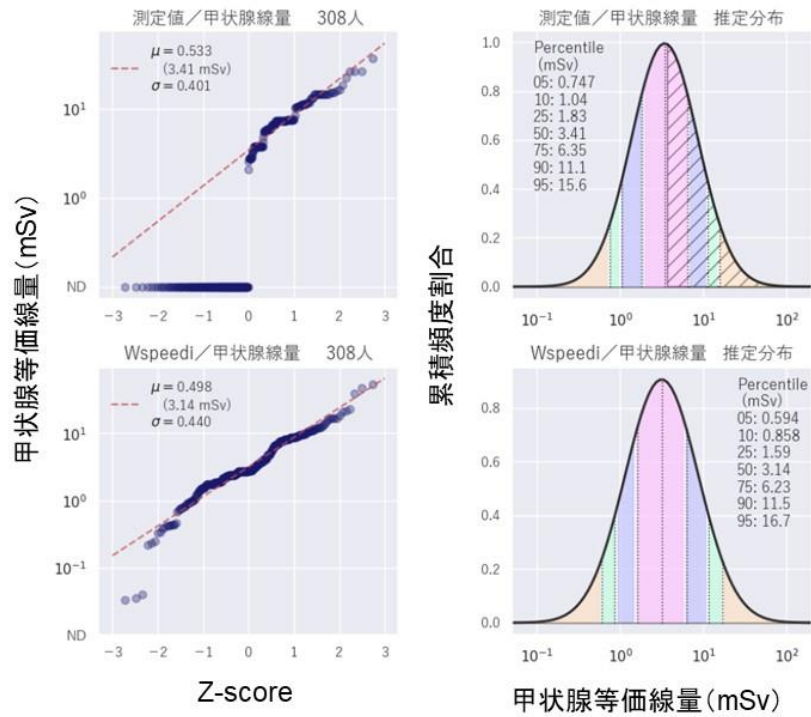 測定値／甲状腺線量 308人
μ = 0.533
(3.41 mSv)
σ = 0.401
10¹
10⁰
ND
−3 −2 −1 0 1 2 3
測定値／甲状腺線量 推定分布
Percentile
(mSv)
05: 0.747
10: 1.04
25: 1.83
50: 3.41
75: 6.35
90: 11.1
95: 15.6
1.0
0.8
0.6
0.4
0.2
0.0
10⁻¹ 10⁰ 10¹ 10²
Wspeedi／甲状腺線量 308人
μ = 0.498
(3.14 mSv)
σ = 0.440
10¹
10⁰
10⁻¹
ND
−3 −2 −1 0 1 2 3
Wspeedi／甲状腺線量 推定分布
Percentile
(mSv)
05: 0.594
10: 0.858
25: 1.59
50: 3.14
75: 6.23
90: 11.5
95: 16.7
0.8
0.6
0.4
0.2
0.0
10⁻¹ 10⁰ 10¹ 10²
甲状腺等価線量（mSv）
累積頻度割合
Z-score
甲状腺等価線量（mSv）